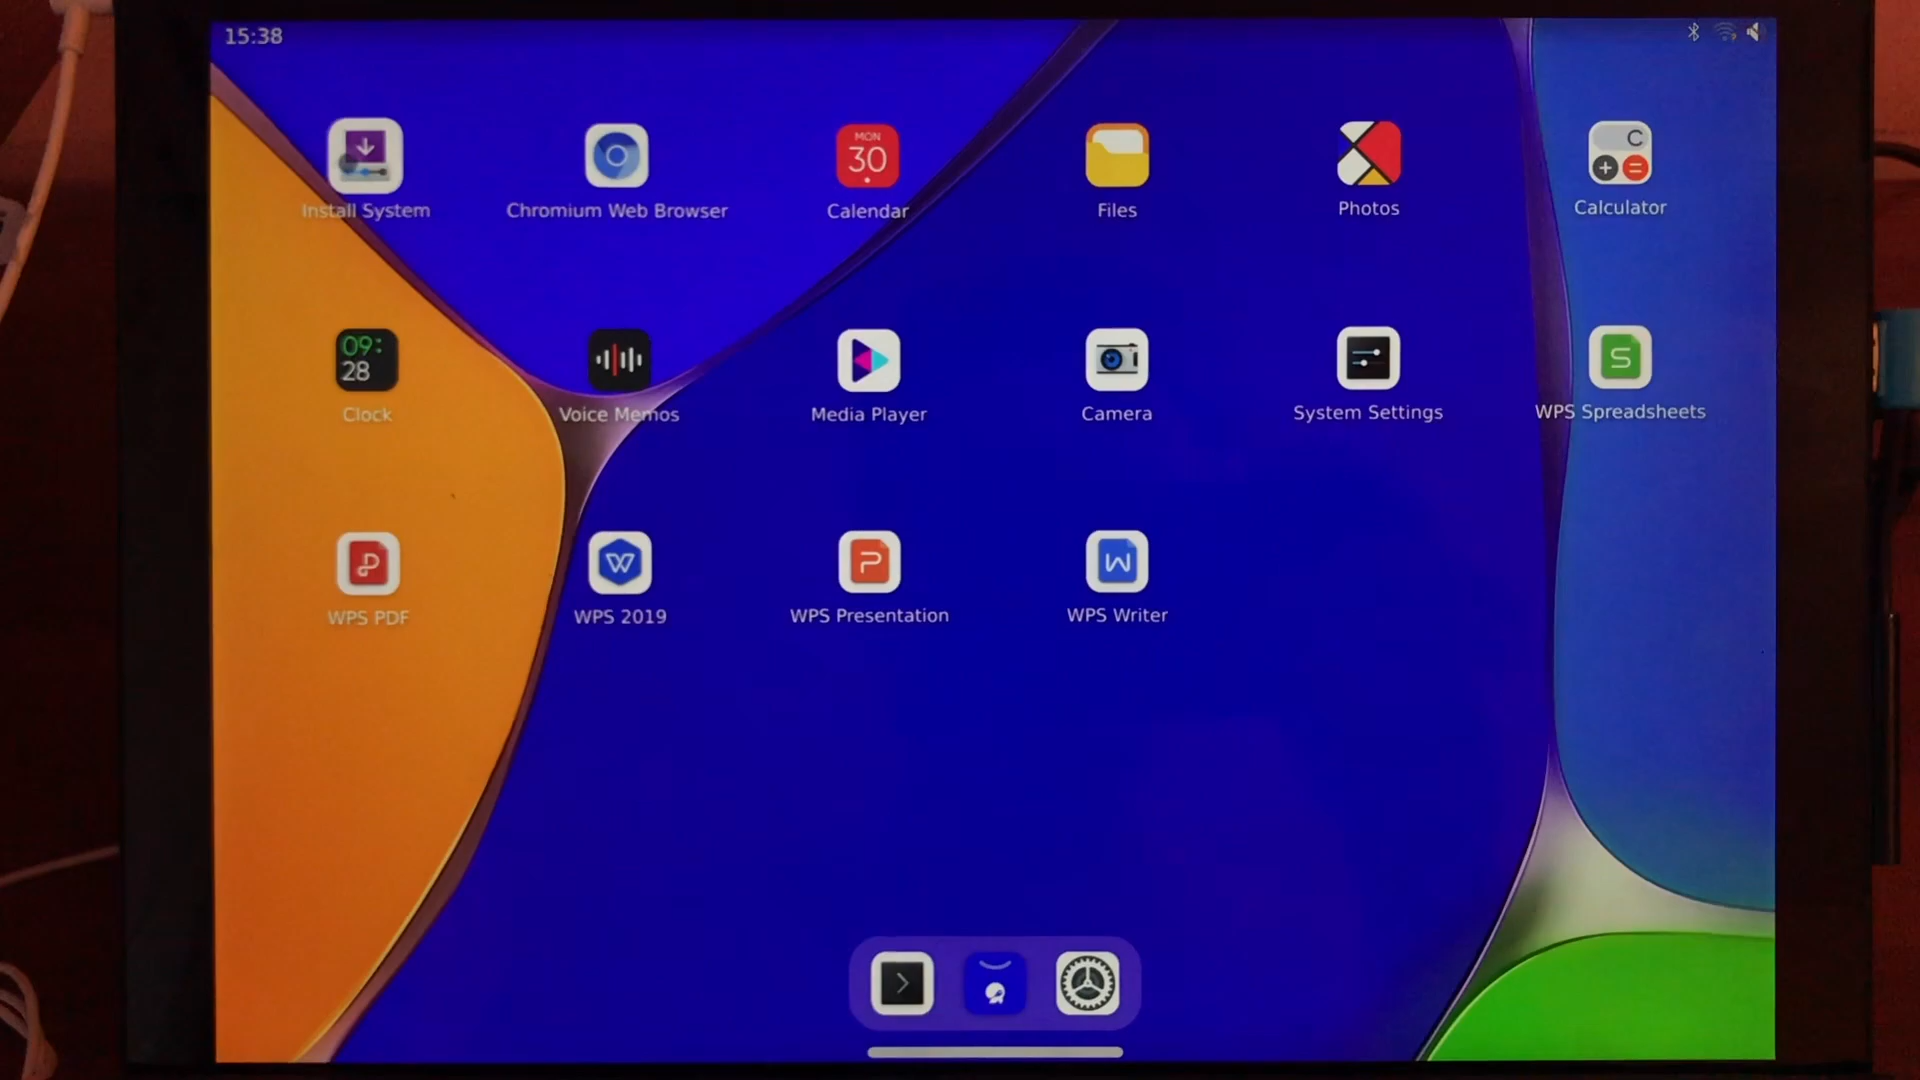 15:38
MON
30
C
Install System
Chromium Web Browser
Calendar
Files
Photos
Calculator
09:
28
S
Clock
Voice Memos
Media Player
Camera
System Settings
WPS Spreadsheets
P
W
P
W
WPS PDF
WPS 2019
WPS Presentation
WPS Writer